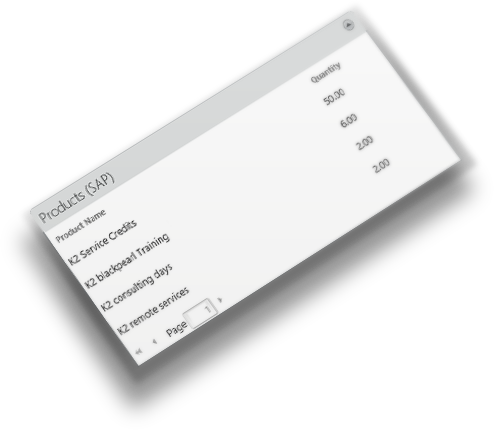 Products (SAP)
Product Name Quantity
K2 Service Credits 50.00
K2 blackpearl Training 6.00
K2 consulting days 2.00
K2 remote services 2.00
Page 1